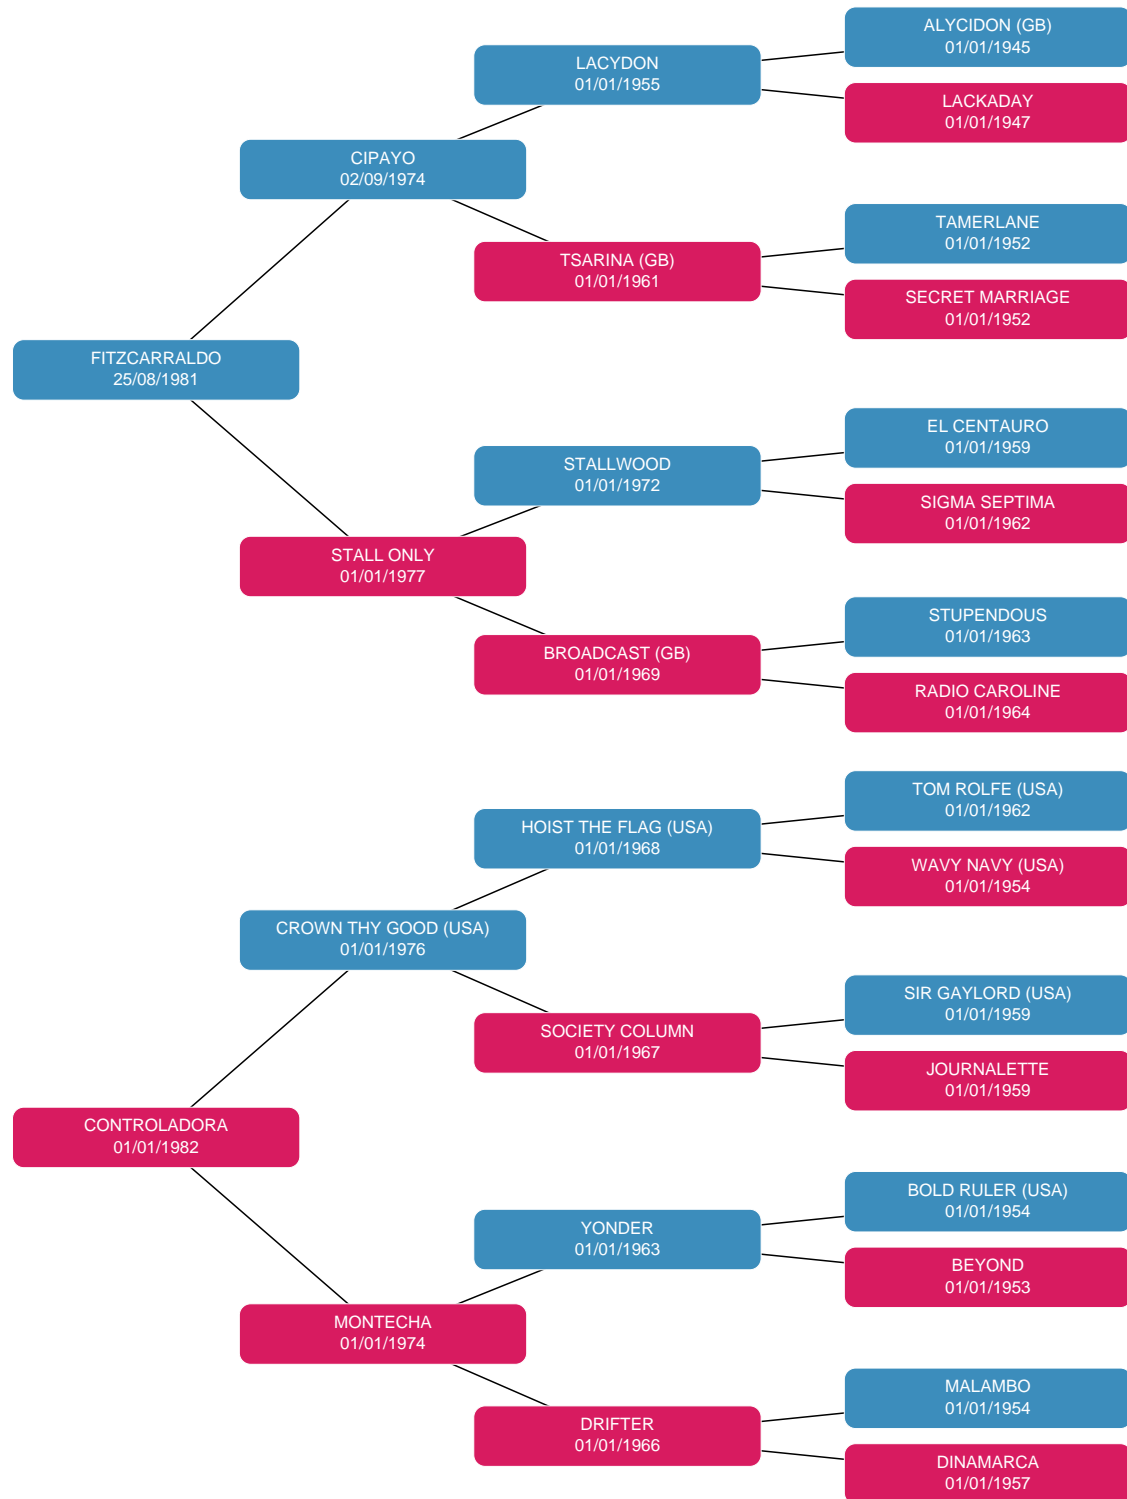 ALYCIDON (GB)
01/01/1945
LACYDON
01/01/1955
LACKADAY
01/01/1947
CIPAYO
02/09/1974
TAMERLANE
01/01/1952
TSARINA (GB)
01/01/1961
SECRET MARRIAGE
01/01/1952
FITZCARRALDO
25/08/1981
EL CENTAURO
01/01/1959
STALLWOOD
01/01/1972
SIGMA SEPTIMA
01/01/1962
STALL ONLY
01/01/1977
STUPENDOUS
01/01/1963
BROADCAST (GB)
01/01/1969
RADIO CAROLINE
01/01/1964
TOM ROLFE (USA)
01/01/1962
HOIST THE FLAG (USA)
01/01/1968
WAVY NAVY (USA)
01/01/1954
CROWN THY GOOD (USA)
01/01/1976
SIR GAYLORD (USA)
01/01/1959
SOCIETY COLUMN
01/01/1967
JOURNALETTE
01/01/1959
CONTROLADORA
01/01/1982
BOLD RULER (USA)
01/01/1954
YONDER
01/01/1963
BEYOND
01/01/1953
MONTECHA
01/01/1974
MALAMBO
01/01/1954
DRIFTER
01/01/1966
DINAMARCA
01/01/1957